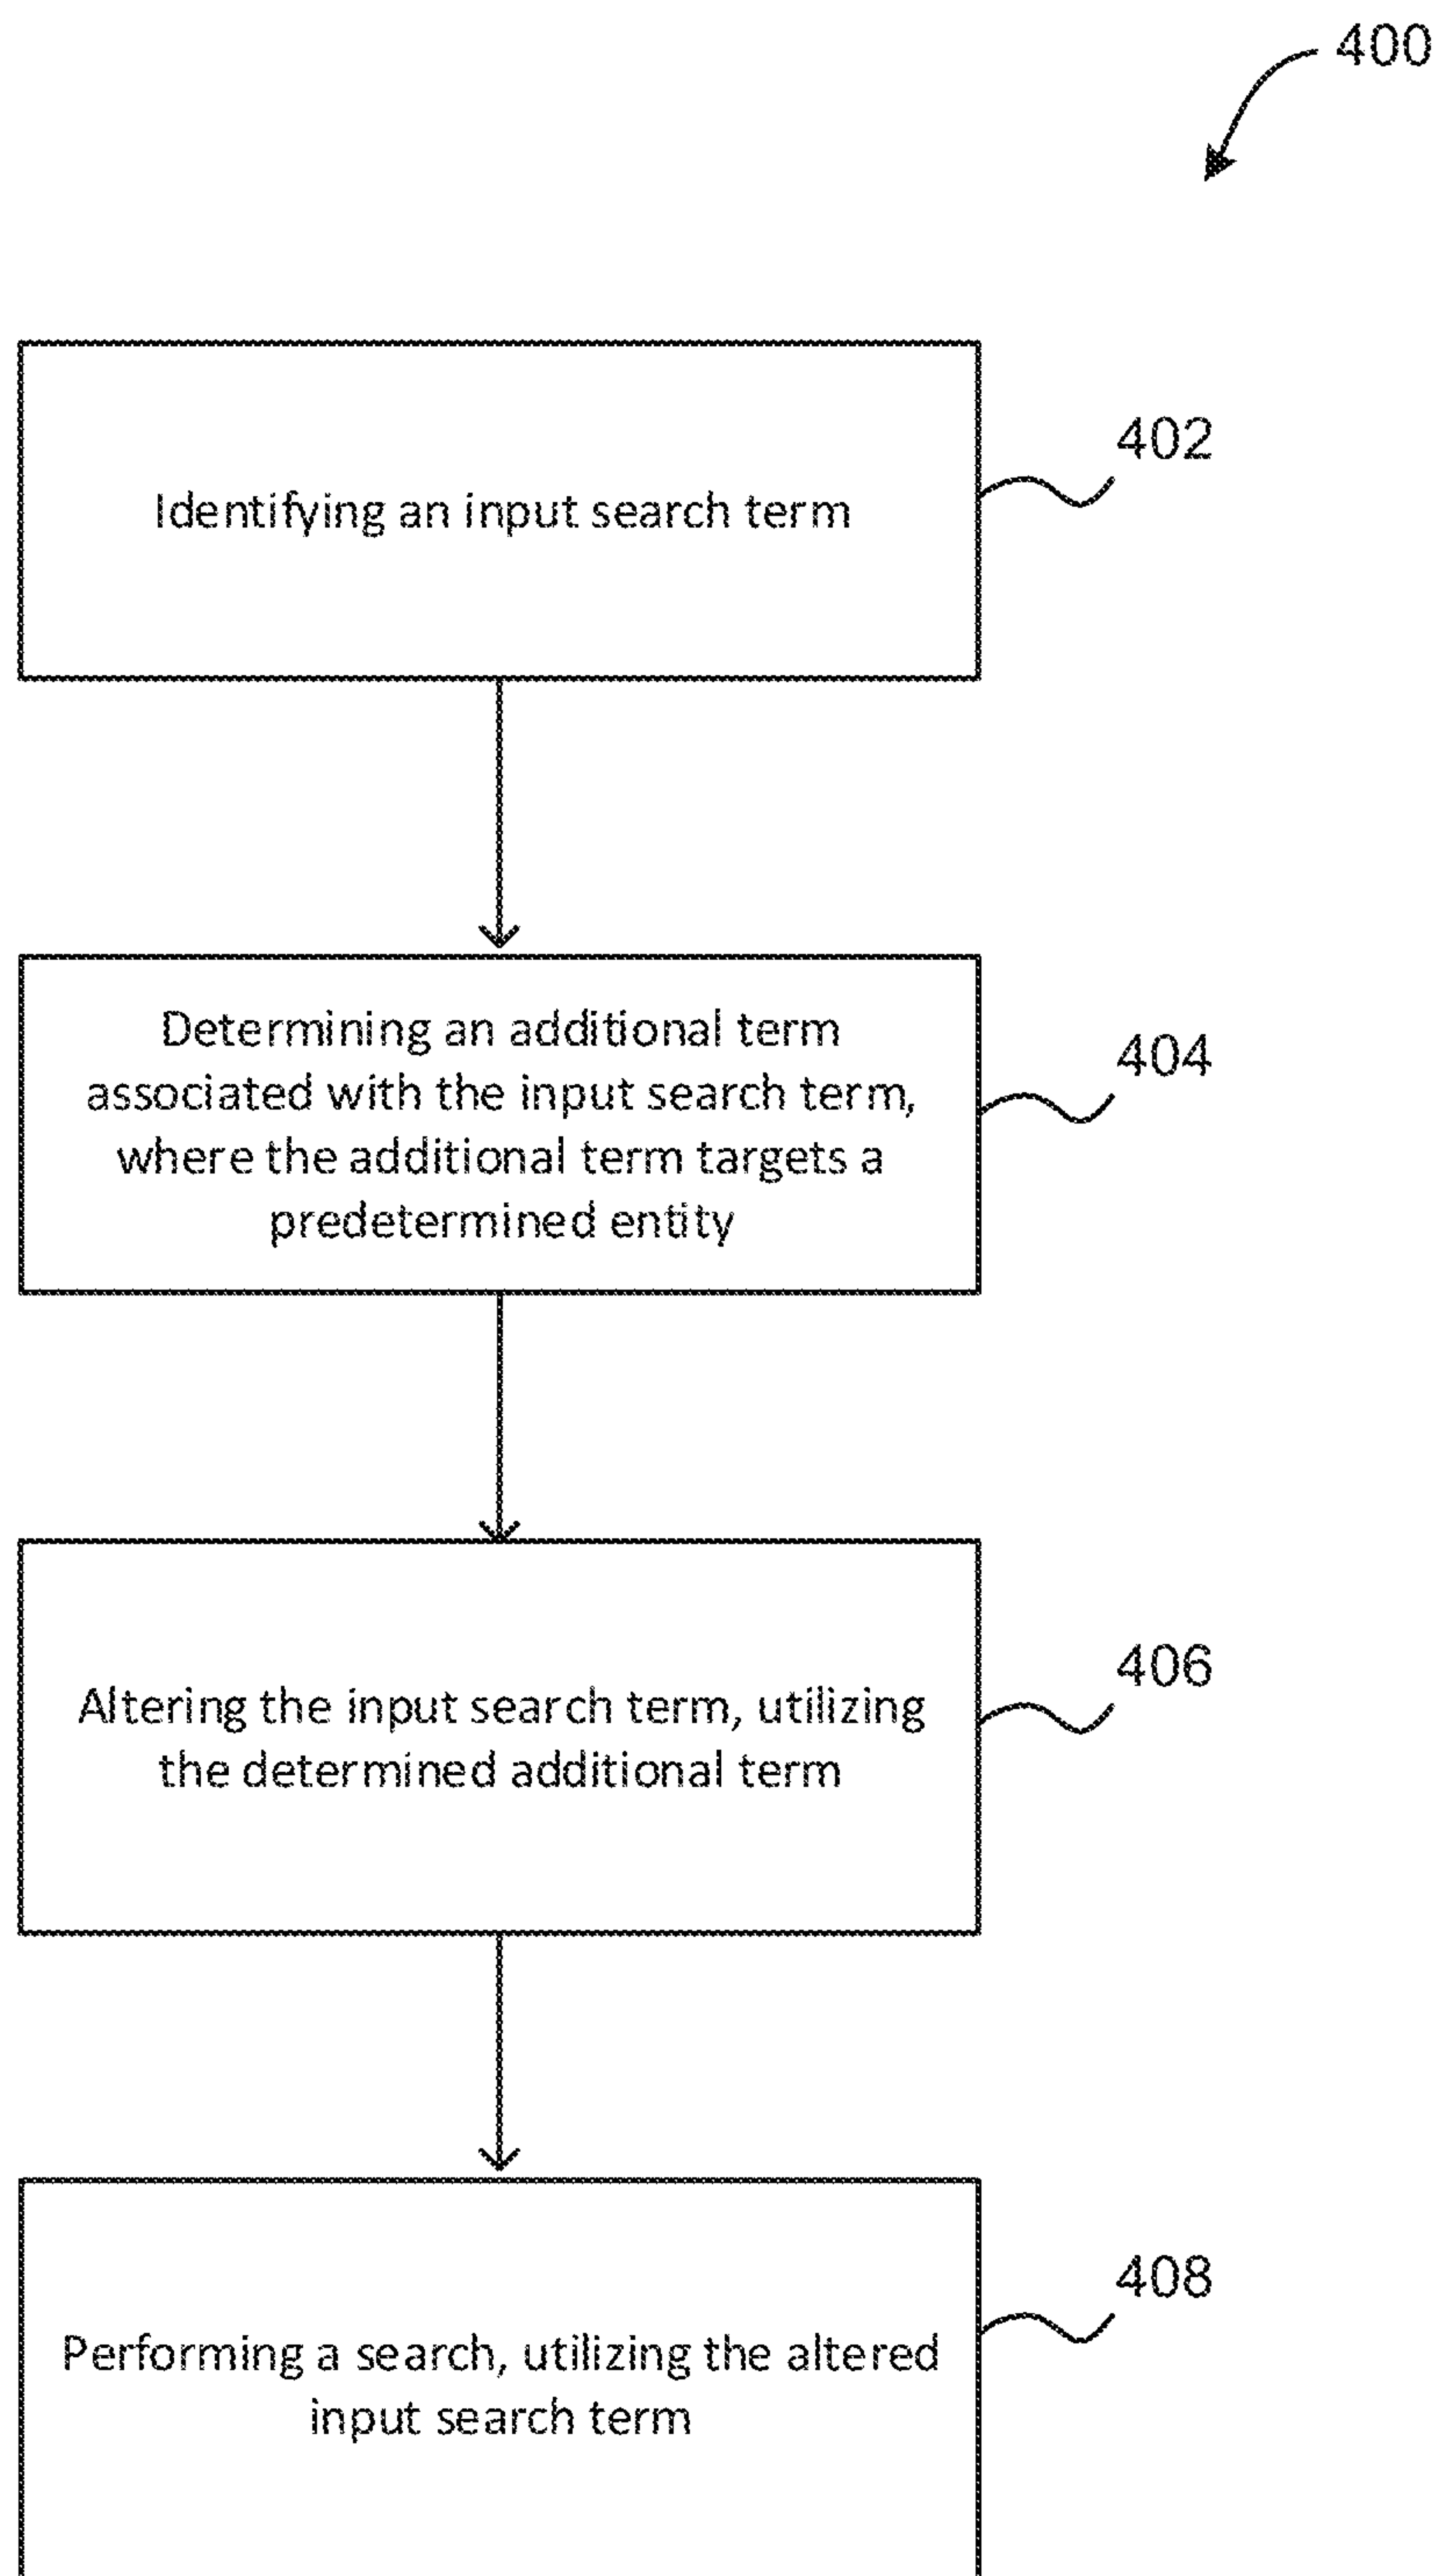 400
Identifying an input search term
402
Determining an additional term
associated with the input search term,
where the additional term targets a
predetermined entity
404
Altering the input search term, utilizing
the determined additional term
406
Performing a search, utilizing the altered
input search term
408